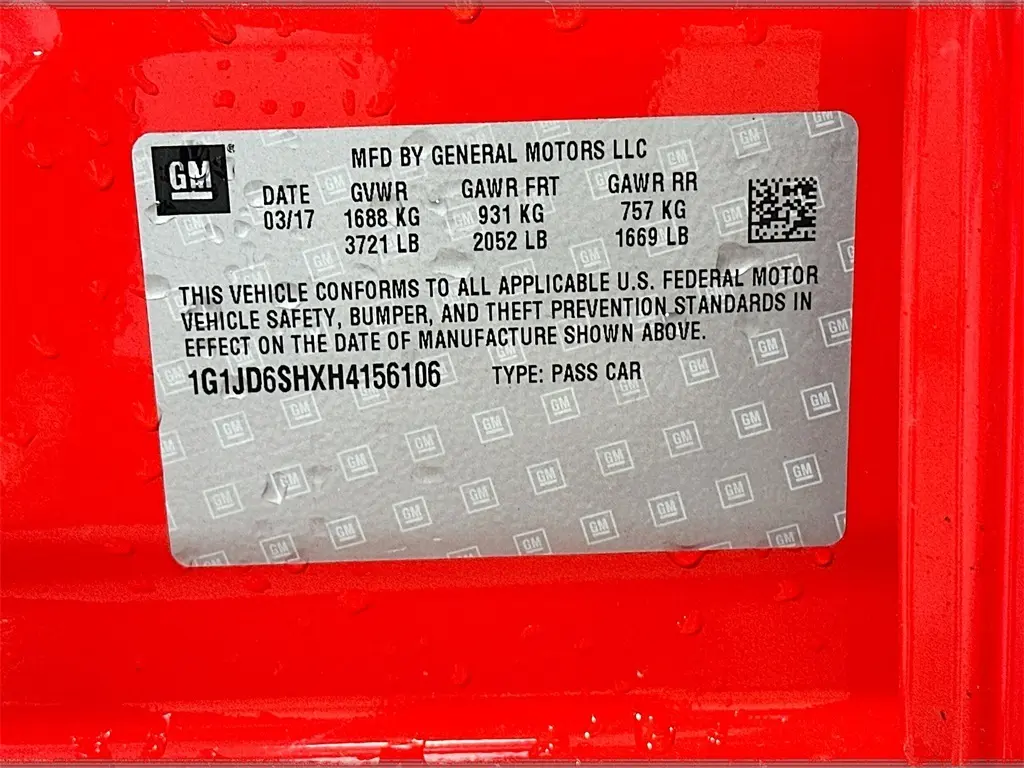 GM®
MFD BY GENERAL MOTORS LLC
DATE GVWR GAWR FRT GAWR RR
03/17 1688 KG 931 KG 757 KG
3721 LB 2052 LB 1669 LB
THIS VEHICLE CONFORMS TO ALL APPLICABLE U.S. FEDERAL MOTOR
VEHICLE SAFETY, BUMPER, AND THEFT PREVENTION STANDARDS IN
EFFECT ON THE DATE OF MANUFACTURE SHOWN ABOVE.
1G1JD6SHXH4156106 TYPE: PASS CAR